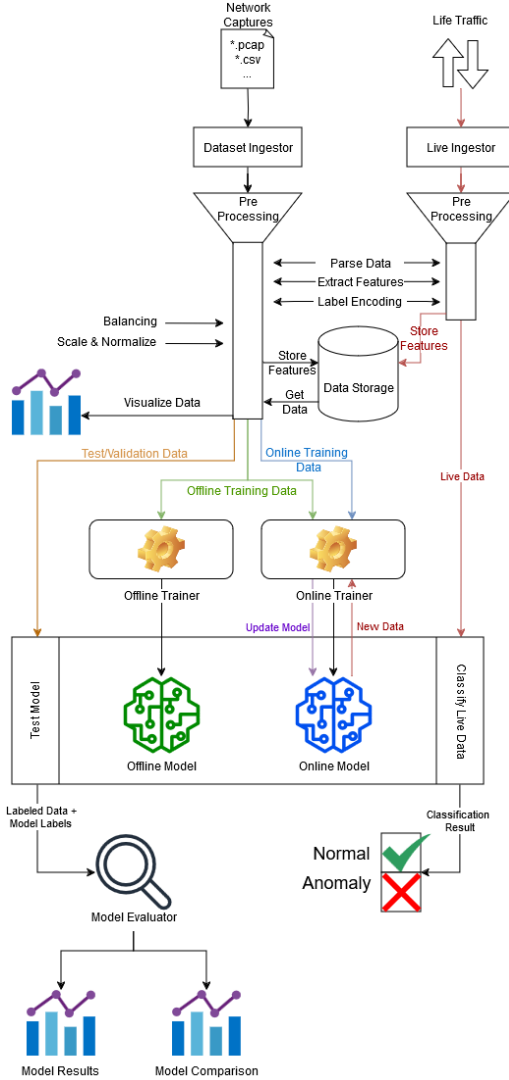 Network
Captures
*.pcap
*.csv
...
Life Traffic
Dataset Ingestor
Live Ingestor
Pre
Processing
Pre
Processing
Parse Data
Extract Features
Label Encoding
Balancing
Scale & Normalize
Store
Features
Store
Features
Get
Data
Data Storage
Visualize Data
Test/Validation Data
Online Training
Data
Offline Training Data
Live Data
Offline Trainer
Online Trainer
Update Model
New Data
Test Model
Offline Model
Online Model
Classify Live Data
Labeled Data +
Model Labels
Classification
Result
Normal
Anomaly
Model Evaluator
Model Results
Model Comparison